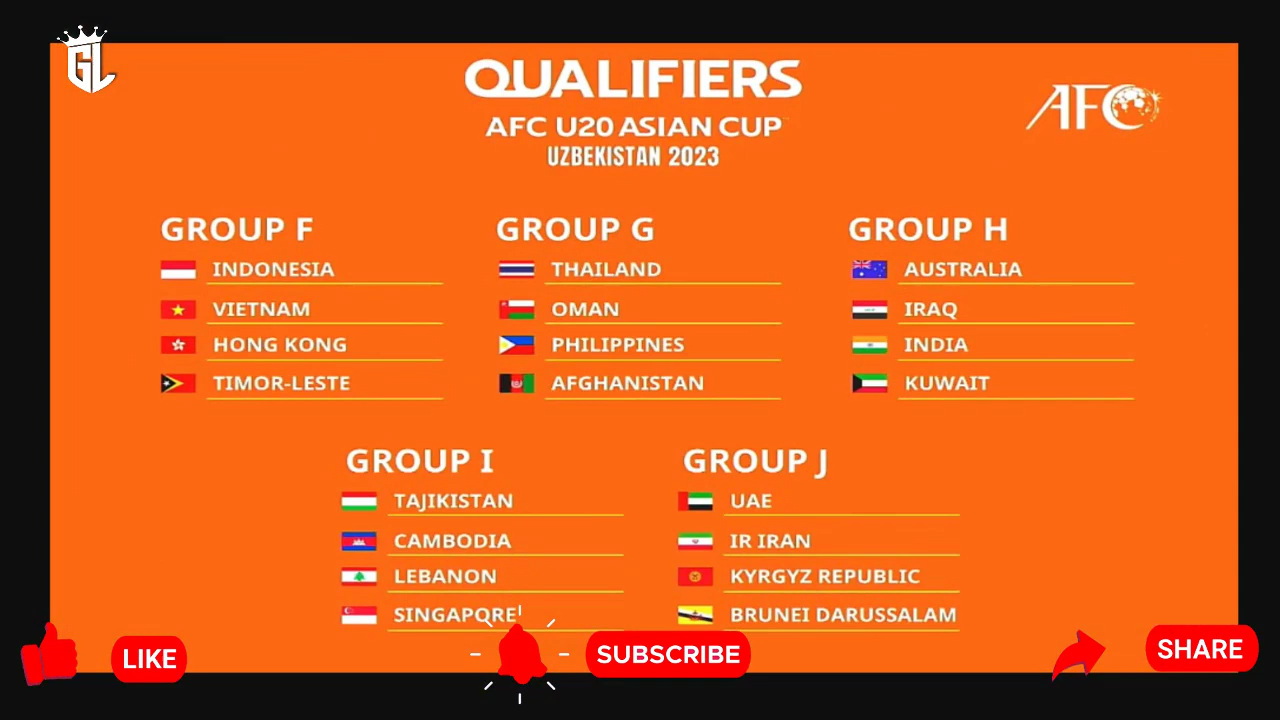 GL
QUALIFIERS
AFC U20 ASIAN CUP
UZBEKISTAN 2023
AFC
GROUP F
INDONESIA
VIETNAM
HONG KONG
TIMOR-LESTE
GROUP G
THAILAND
OMAN
PHILIPPINES
AFGHANISTAN
GROUP H
AUSTRALIA
IRAQ
INDIA
KUWAIT
GROUP I
TAJIKISTAN
CAMBODIA
LEBANON
SINGAPORE
GROUP J
UAE
IR IRAN
KYRGYZ REPUBLIC
BRUNEI DARUSSALAM
LIKE
SUBSCRIBE
SHARE